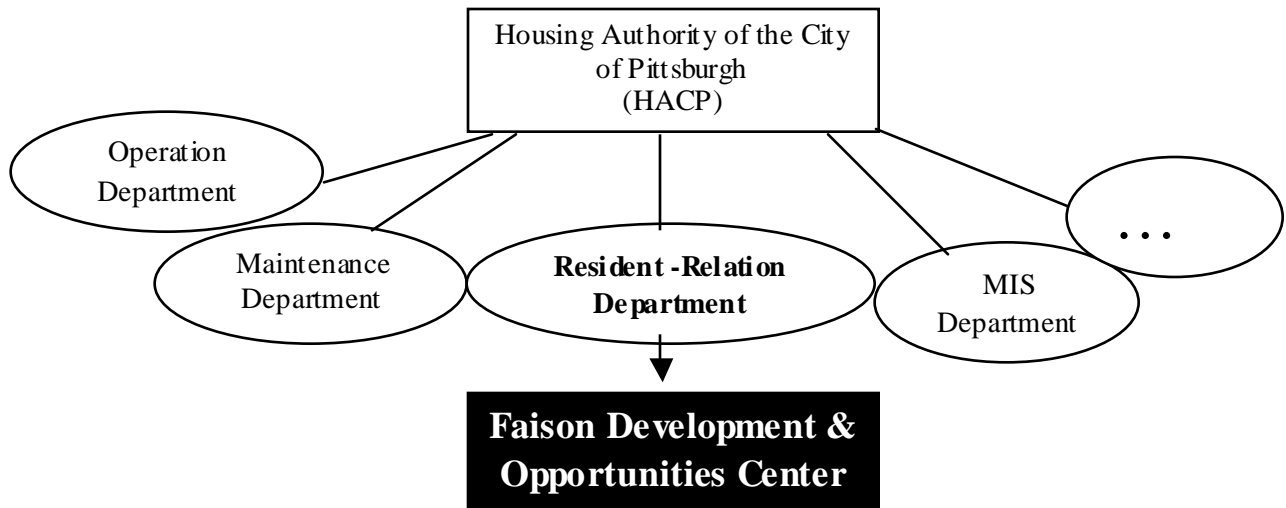 Housing Authority of the City
of Pittsburgh
(HACP)
Operation
Department
Maintenance
Department
Resident -Relation
Department
MIS
Department
...
Faison Development &
Opportunities Center